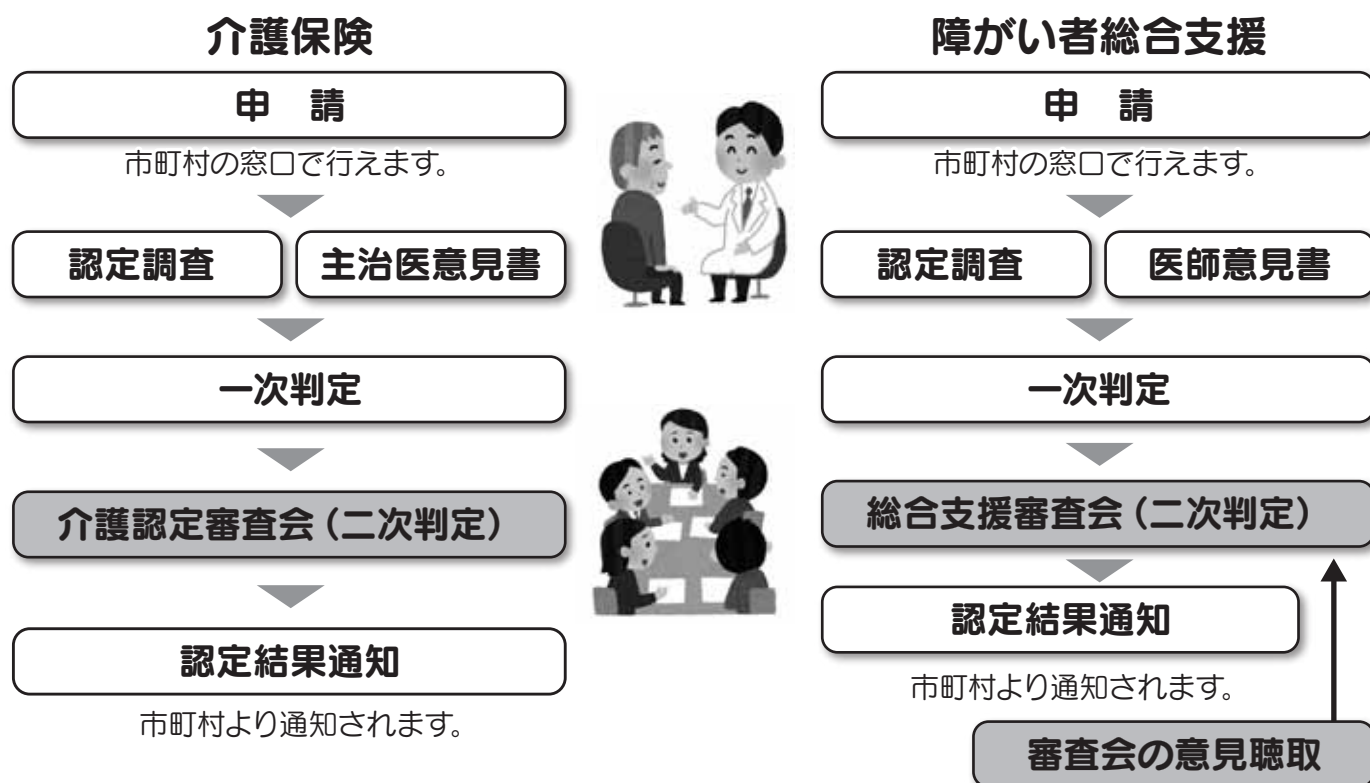 介護保険
申　請
市町村の窓口で行えます。
認定調査
主治医意見書
一次判定
介護認定審査会（二次判定）
認定結果通知
市町村より通知されます。
障がい者総合支援
申　請
市町村の窓口で行えます。
認定調査
医師意見書
一次判定
総合支援審査会（二次判定）
認定結果通知
市町村より通知されます。
審査会の意見聴取